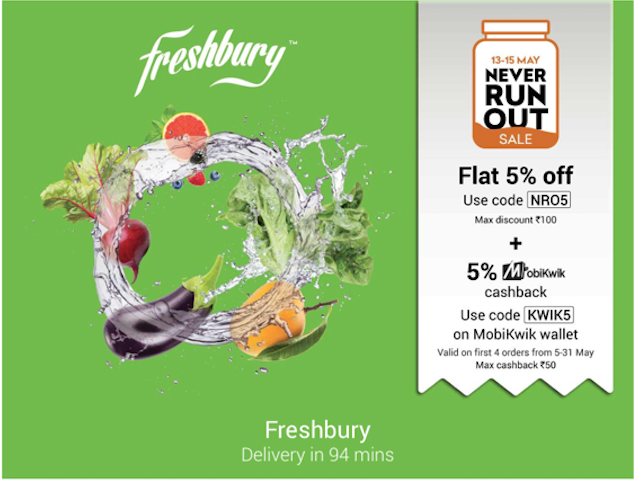 freshbury™
13-15 MAY
NEVER
RUN
OUT
SALE
Flat 5% off
Use code NRO5
Max discount ₹100
+
5% MobiKwik
cashback
Use code KWIK5
on MobiKwik wallet
Valid on first 4 orders from 5-31 May
Max cashback ₹50
Freshbury
Delivery in 94 mins